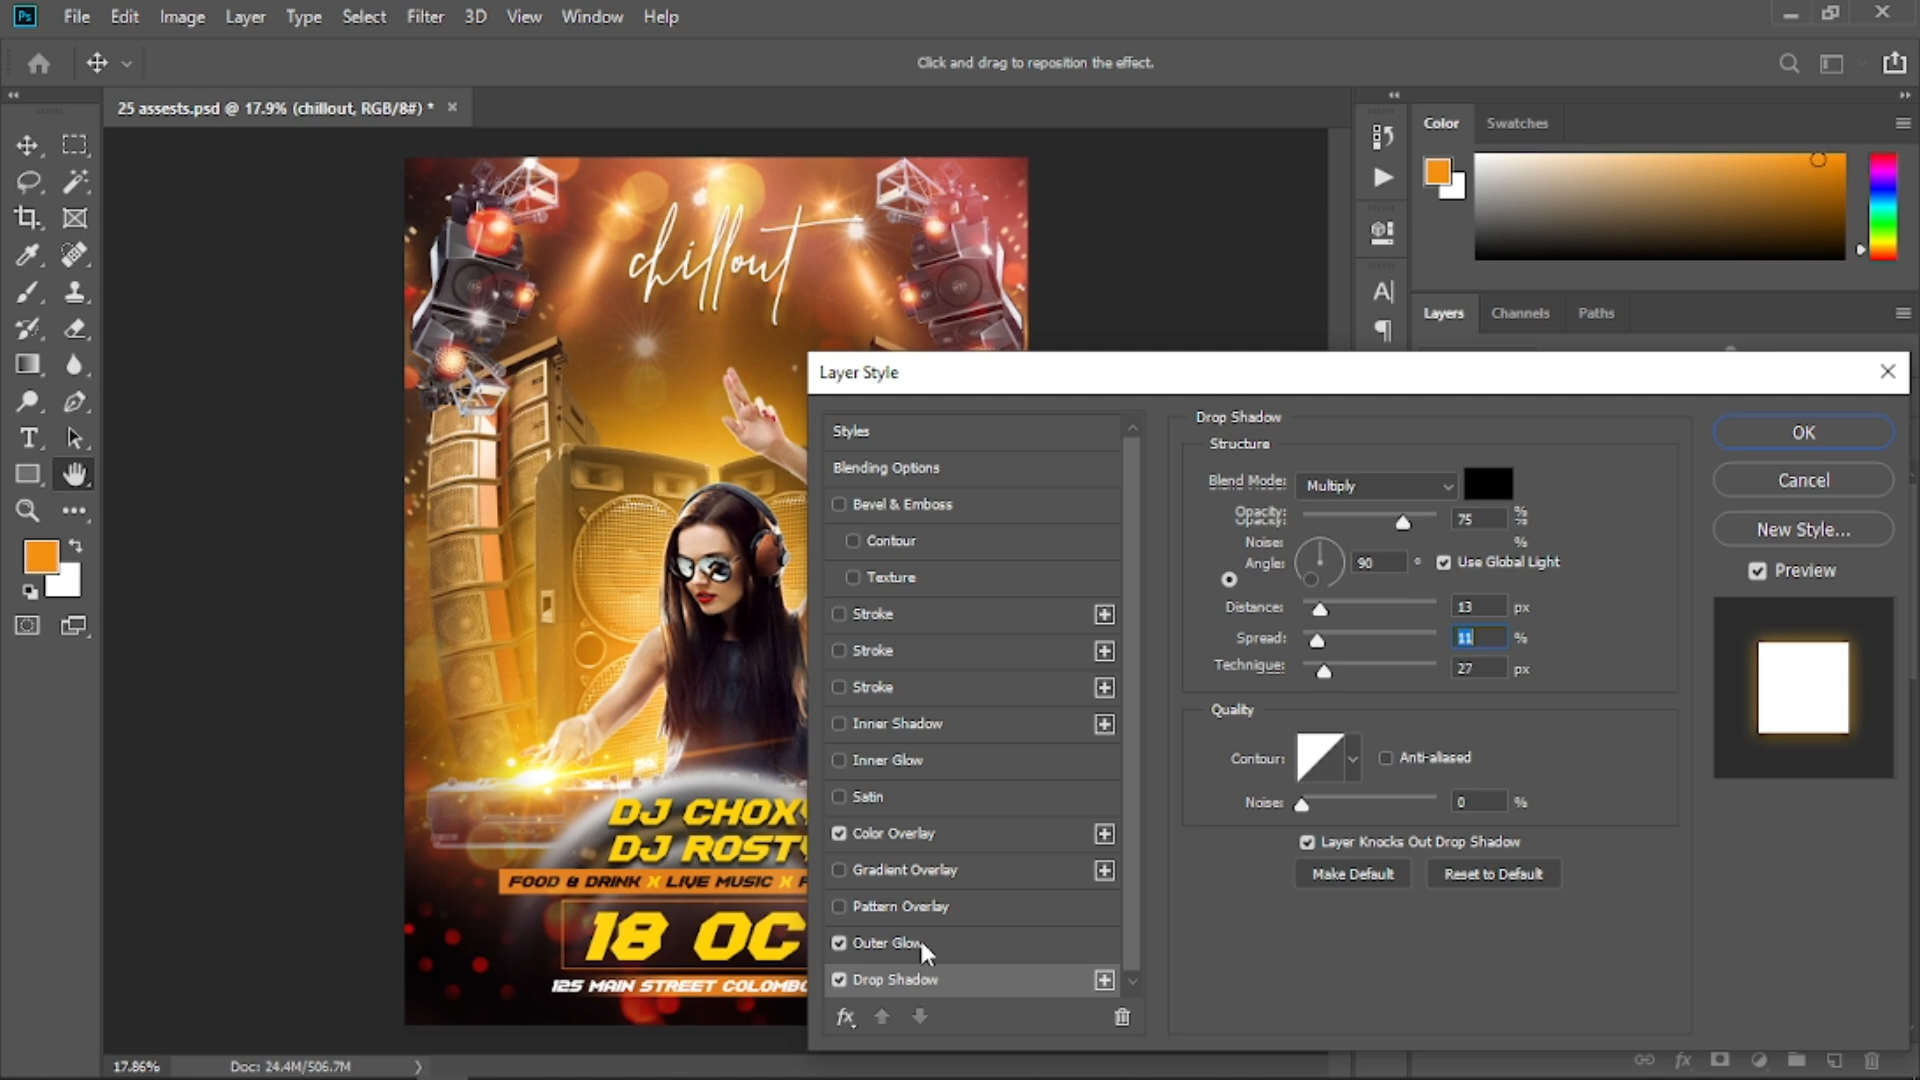 Ps File Edit Image Layer Type Select Filter 3D View Window Help
Click and drag to reposition the effect.
25 assests.psd @ 17.9% (chillout, RGB/8#) *
Color Swatches
chillout
Layers Channels Paths
Layer Style
Styles
Blending Options
Bevel & Emboss
Contour
Texture
Stroke
Stroke
Stroke
Inner Shadow
Inner Glow
Satin
Color Overlay
Gradient Overlay
Pattern Overlay
Outer Glow
Drop Shadow
fx
Drop Shadow
Structure
Blend Mode: Multiply
Opacity: 75 %
Noise: %
Angle: 90 ° Use Global Light
Distance: 13 px
Spread: 11 %
Technique: 27 px
Quality
Contour: Anti-aliased
Noise: 0 %
Layer Knocks Out Drop Shadow
Make Default Reset to Default
OK
Cancel
New Style...
Preview
DJ CHOX
DJ ROST
FOOD & DRINK X LIVE MUSIC X
18 OC
125 MAIN STREET COLOMBO
17.86% Doc: 24.4M/506.7M
fx